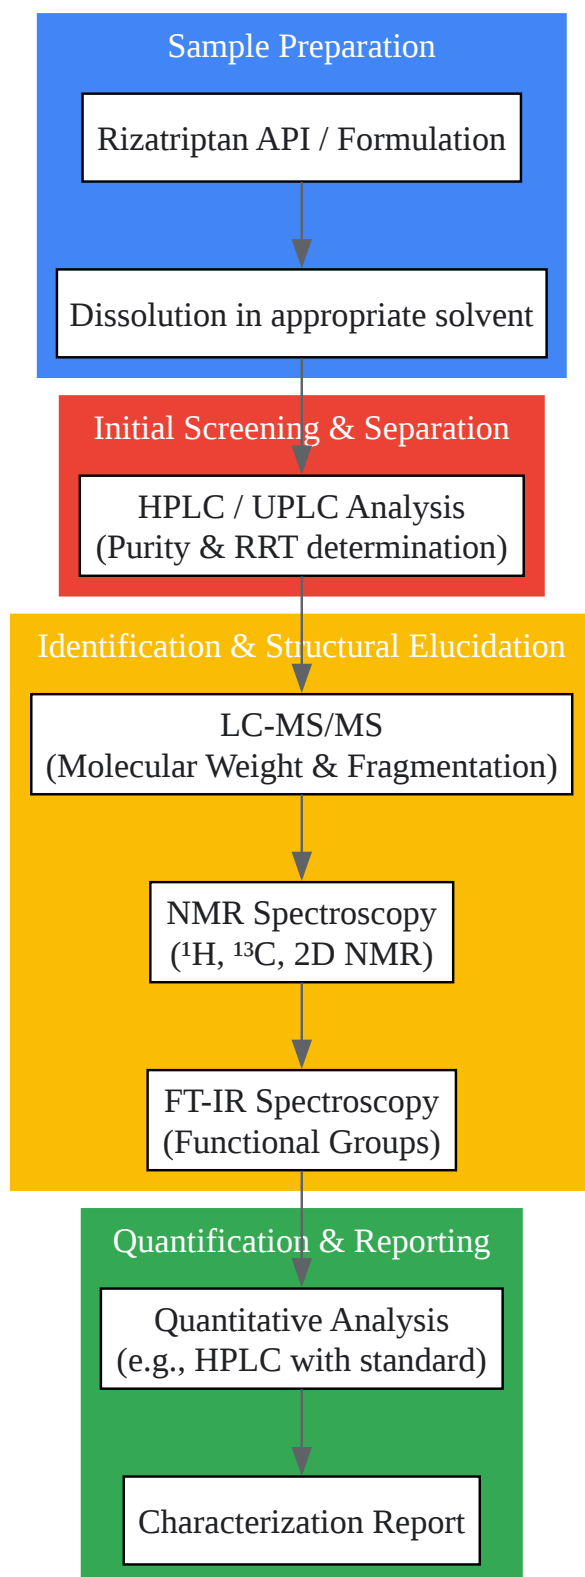 Sample Preparation
Rizatriptan API / Formulation
Dissolution in appropriate solvent
Initial Screening & Separation
HPLC / UPLC Analysis
(Purity & RRT determination)
Identification & Structural Elucidation
LC-MS/MS
(Molecular Weight & Fragmentation)
NMR Spectroscopy
(¹H, ¹³C, 2D NMR)
FT-IR Spectroscopy
(Functional Groups)
Quantification & Reporting
Quantitative Analysis
(e.g., HPLC with standard)
Characterization Report